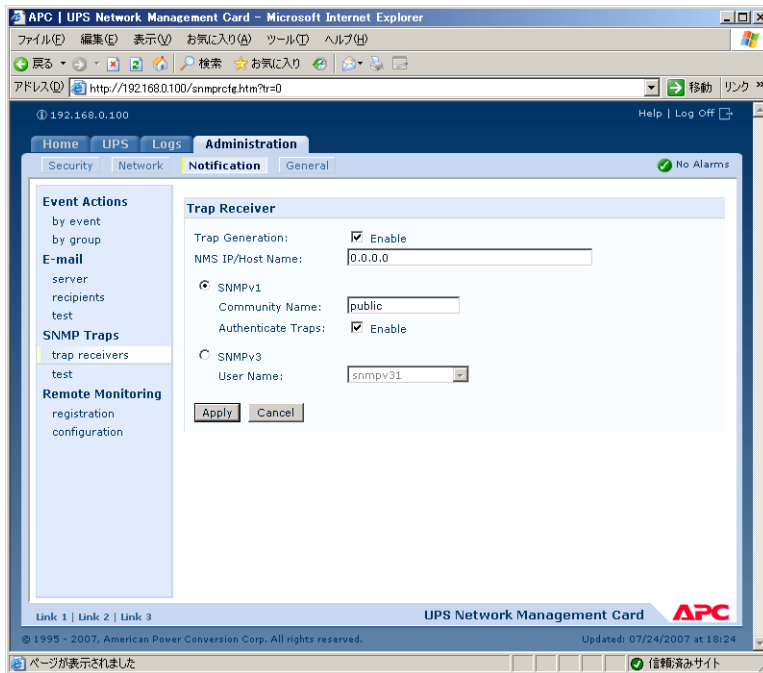 APC | UPS Network Management Card - Microsoft Internet Explorer
ファイル(F) 編集(E) 表示(V) お気に入り(A) ツール(T) ヘルプ(H)
戻る 検索 お気に入り
アドレス(D) http://192.168.0.100/snmprcfg.htm?tr=0 移動 リンク »
192.168.0.100 Help | Log Off
Home UPS Logs Administration
Security Network Notification General No Alarms
Event Actions
by event
by group
E-mail
server
recipients
test
SNMP Traps
trap receivers
test
Remote Monitoring
registration
configuration
Trap Receiver
Trap Generation: Enable
NMS IP/Host Name: 0.0.0.0
SNMPv1
Community Name: public
Authenticate Traps: Enable
SNMPv3
User Name: snmpv31
Apply Cancel
Link 1 | Link 2 | Link 3 UPS Network Management Card APC
© 1995 - 2007, American Power Conversion Corp. All rights reserved. Updated: 07/24/2007 at 18:24
ページが表示されました 信頼済みサイト